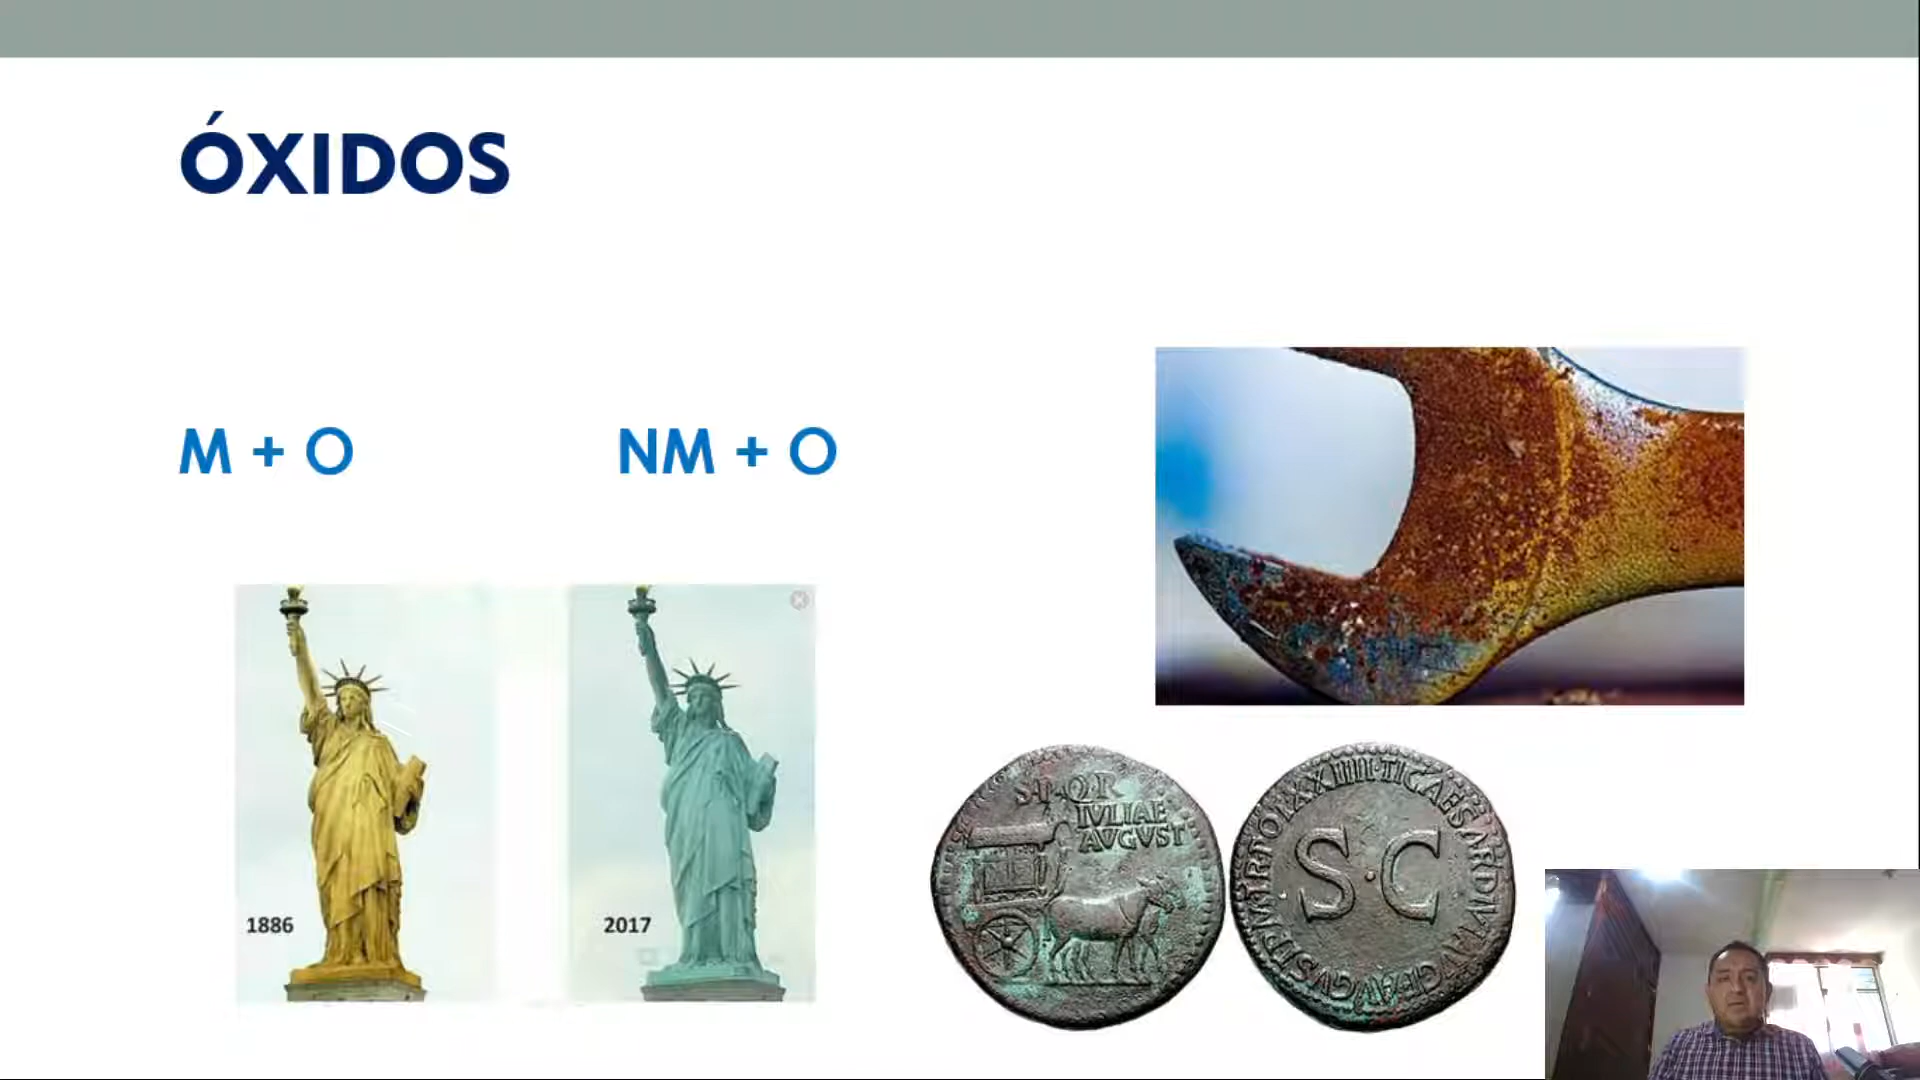 ÓXIDOS
M + O
NM + O
1886
2017
S·P·Q·R
IVLIAE
AVGVST
S·C